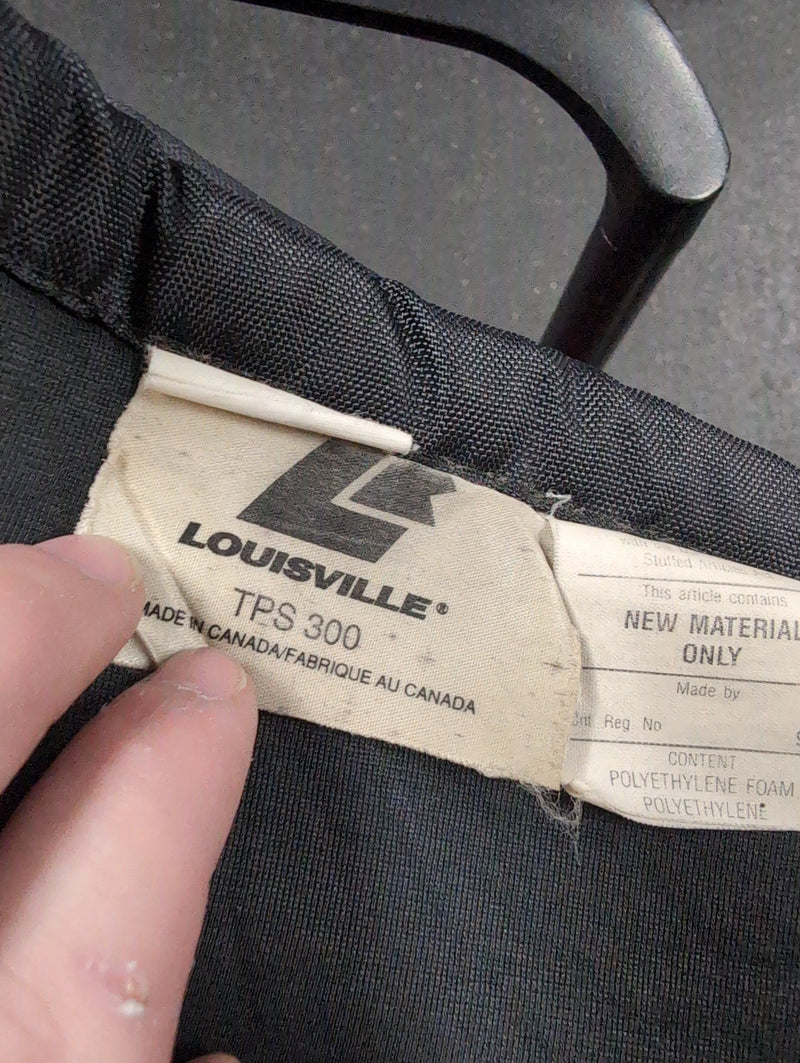 LOUISVILLE®
TPS 300
MADE IN CANADA/FABRIQUE AU CANADA
Stuffed
This article contains
NEW MATERIAL
ONLY
Made by
Reg. No
CONTENT
POLYETHYLENE FOAM
POLYETHYLENE